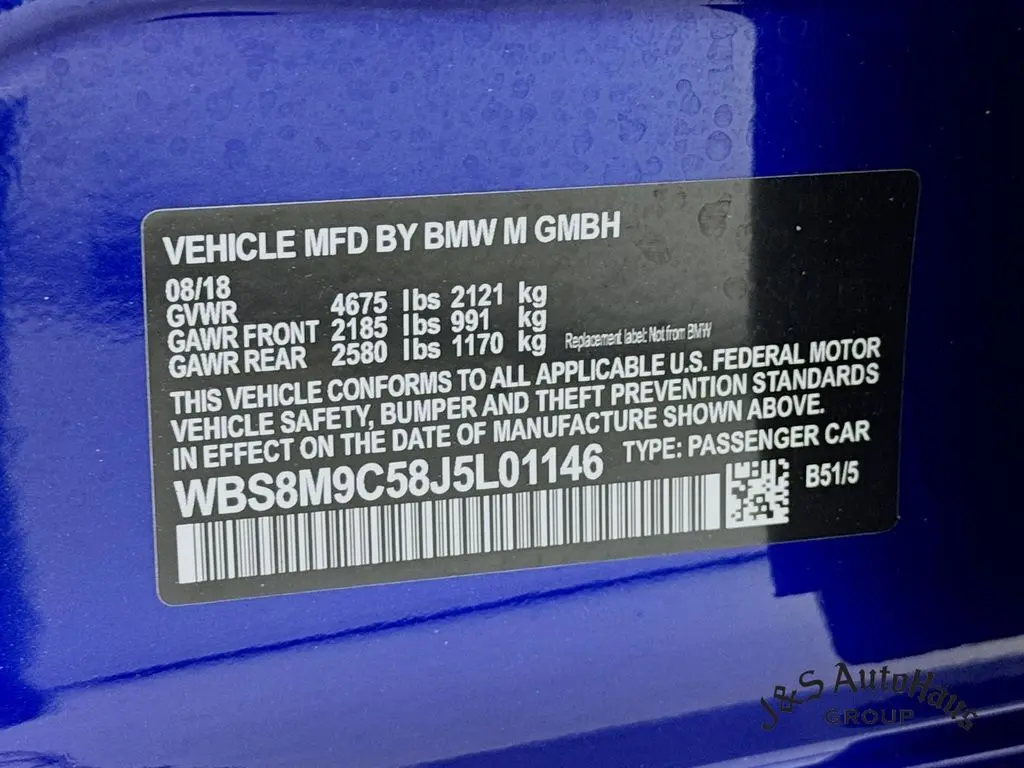 VEHICLE MFD BY BMW M GMBH
08/18
GVWR 4675 lbs 2121 kg
GAWR FRONT 2185 lbs 991 kg
GAWR REAR 2580 lbs 1170 kg
Replacement label: Not from BMW
THIS VEHICLE CONFORMS TO ALL APPLICABLE U.S. FEDERAL MOTOR
VEHICLE SAFETY, BUMPER AND THEFT PREVENTION STANDARDS
IN EFFECT ON THE DATE OF MANUFACTURE SHOWN ABOVE.
WBS8M9C58J5L01146 TYPE: PASSENGER CAR
B51/5
J&S AutoHaus
GROUP